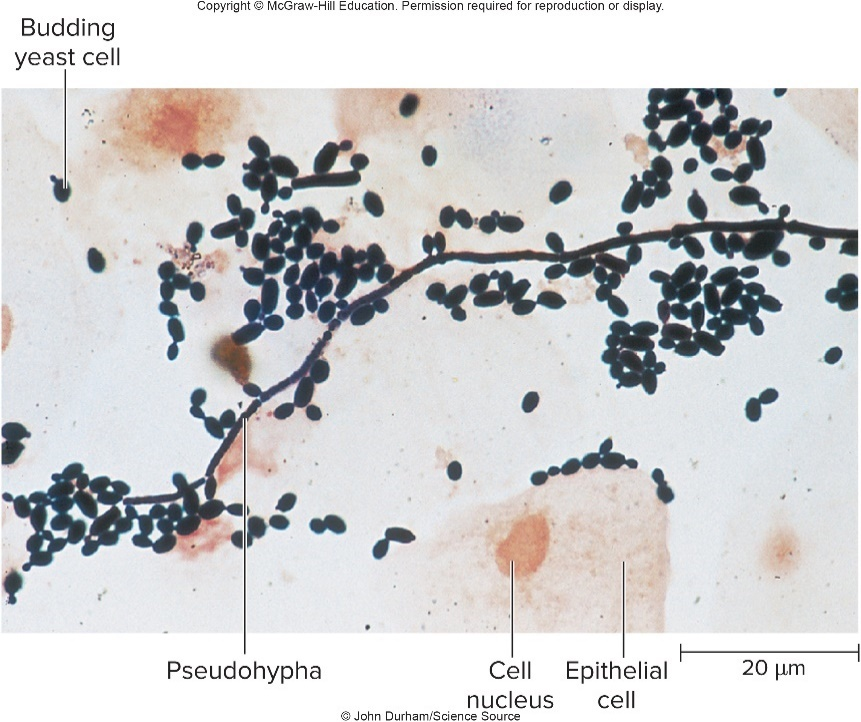 Copyright © McGraw-Hill Education. Permission required for reproduction or display.
Budding
yeast cell
Pseudohypha
Cell
nucleus
Epithelial
cell
20 μm
© John Durham/Science Source